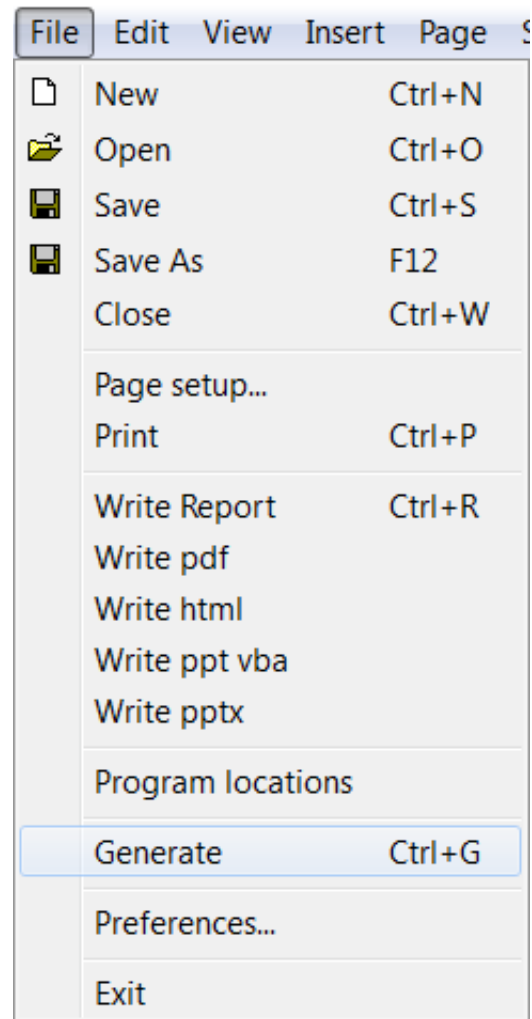 File Edit View Insert Page
New Ctrl+N
Open Ctrl+O
Save Ctrl+S
Save As F12
Close Ctrl+W
Page setup...
Print Ctrl+P
Write Report Ctrl+R
Write pdf
Write html
Write ppt vba
Write pptx
Program locations
Generate Ctrl+G
Preferences...
Exit